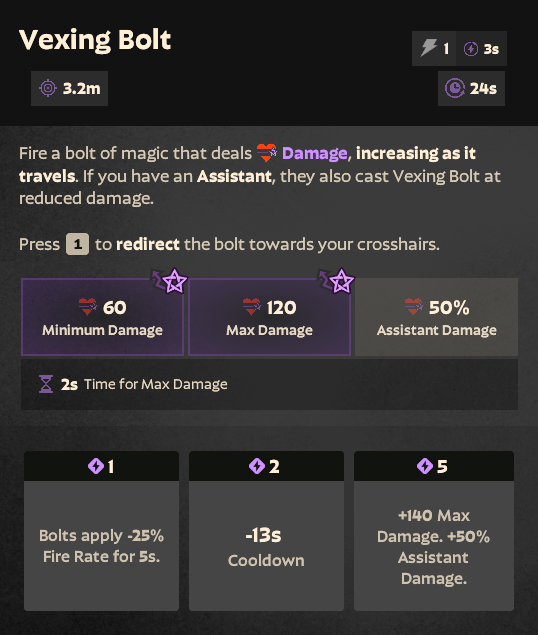 Vexing Bolt
1 3s
3.2m
24s
Fire a bolt of magic that deals Damage, increasing as it
travels. If you have an Assistant, they also cast Vexing Bolt at
reduced damage.
Press 1 to redirect the bolt towards your crosshairs.
60
Minimum Damage
120
Max Damage
50%
Assistant Damage
2s Time for Max Damage
1
Bolts apply -25%
Fire Rate for 5s.
2
-13s
Cooldown
5
+140 Max
Damage. +50%
Assistant
Damage.